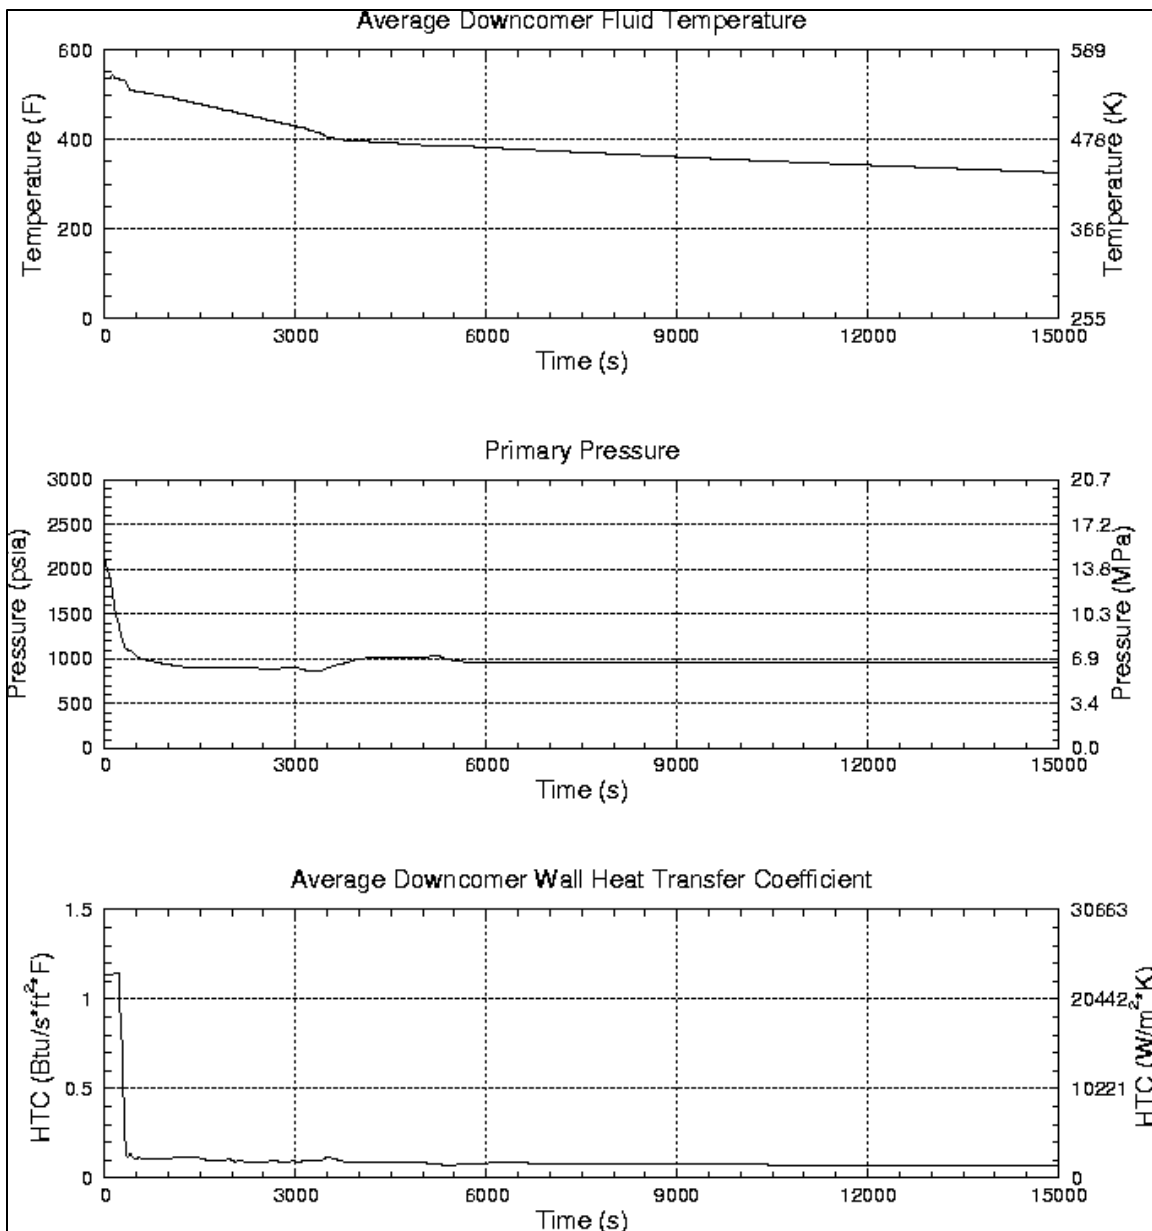 Average Downcomer Fluid Temperature
600
400
200
0
Temperature (F)
589
478
366
255
Temperature (K)
0 3000 6000 9000 12000 15000
Time (s)
Primary Pressure
3000
2500
2000
1500
1000
500
0
Pressure (psia)
20.7
17.2
13.8
10.3
6.9
3.4
0.0
Pressure (MPa)
0 3000 6000 9000 12000 15000
Time (s)
Average Downcomer Wall Heat Transfer Coefficient
1.5
1
0.5
0
HTC (Btu/s*ft²*F)
30663
20442
10221
0
HTC (W/m²*K)
0 3000 6000 9000 12000 15000
Time (s)